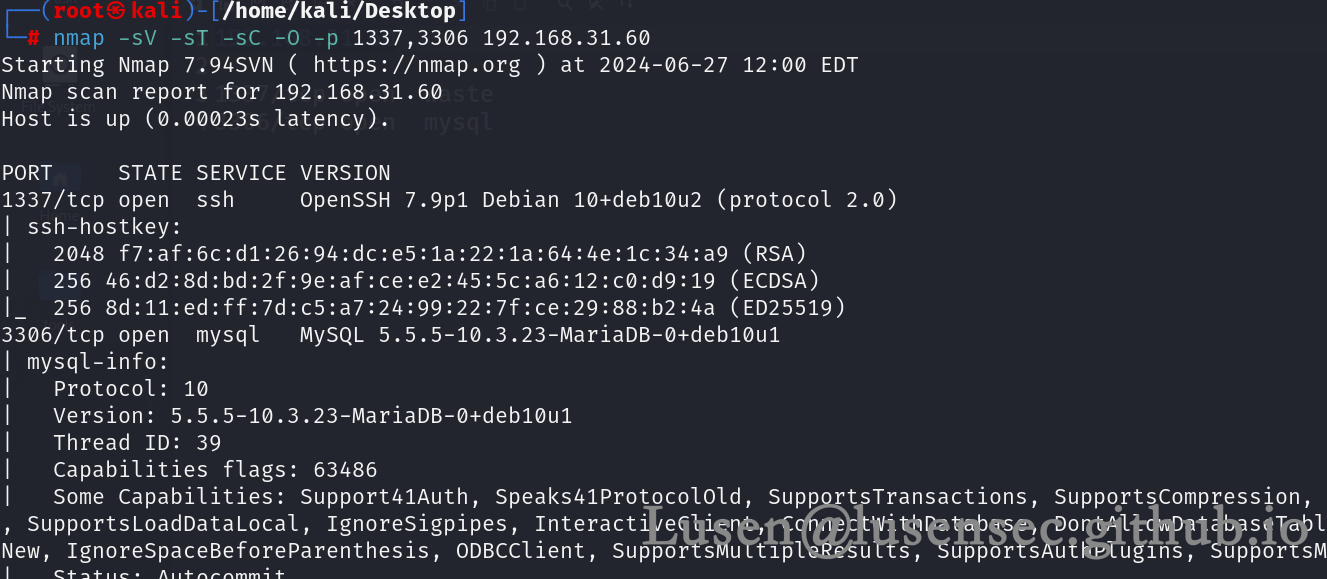 ┌──(root㉿kali)-[/home/kali/Desktop]
└─# nmap -sV -sT -sC -O -p 1337,3306 192.168.31.60
Starting Nmap 7.94SVN ( https://nmap.org ) at 2024-06-27 12:00 EDT
Nmap scan report for 192.168.31.60
Host is up (0.00023s latency).
PORT     STATE SERVICE VERSION
1337/tcp open  ssh     OpenSSH 7.9p1 Debian 10+deb10u2 (protocol 2.0)
| ssh-hostkey:
|   2048 f7:af:6c:d1:26:94:dc:e5:1a:22:1a:64:4e:1c:34:a9 (RSA)
|   256 46:d2:8d:bd:2f:9e:af:ce:e2:45:5c:a6:12:c0:d9:19 (ECDSA)
|_  256 8d:11:ed:ff:7d:c5:a7:24:99:22:7f:ce:29:88:b2:4a (ED25519)
3306/tcp open  mysql   MySQL 5.5.5-10.3.23-MariaDB-0+deb10u1
| mysql-info:
|   Protocol: 10
|   Version: 5.5.5-10.3.23-MariaDB-0+deb10u1
|   Thread ID: 39
|   Capabilities flags: 63486
|   Some Capabilities: Support41Auth, Speaks41ProtocolOld, SupportsTransactions, SupportsCompression,
, SupportsLoadDataLocal, IgnoreSigpipes, InteractiveClient, ConnectWithDatabase, DontAllowDatabaseTabl
New, IgnoreSpaceBeforeParenthesis, ODBCClient, SupportsMultipleResults, SupportsAuthPlugins, SupportsM
|   Status: Autocommit
Lusen@lusensec.github.io